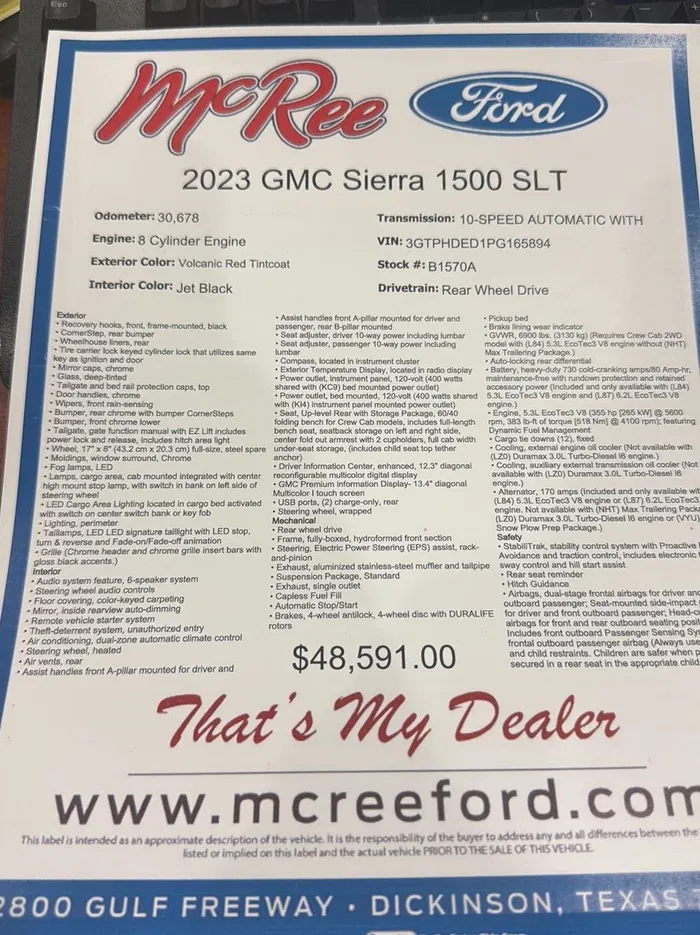 Esc
McRee Ford
2023 GMC Sierra 1500 SLT
Odometer: 30,678
Engine: 8 Cylinder Engine
Exterior Color: Volcanic Red Tintcoat
Interior Color: Jet Black
Transmission: 10-SPEED AUTOMATIC WITH
VIN: 3GTPHDED1PG165894
Stock #: B1570A
Drivetrain: Rear Wheel Drive
Exterior
• Recovery hooks, front, frame-mounted, black
• CornerStep, rear bumper
• Wheelhouse liners, rear
• Tire carrier lock keyed cylinder lock that utilizes same
key as ignition and door
• Mirror caps, chrome
• Glass, deep-tinted
• Tailgate and bed rail protection caps, top
• Door handles, chrome
• Wipers, front rain-sensing
• Bumper, rear chrome with bumper CornerSteps
• Bumper, front chrome lower
• Tailgate, gate function manual with EZ Lift includes
power lock and release, includes hitch area light
• Wheel, 17" x 8" (43.2 cm x 20.3 cm) full-size, steel spare
• Moldings, window surround, Chrome
• Fog lamps, LED
• Lamps, cargo area, cab mounted integrated with center
high mount stop lamp, with switch in bank on left side of
steering wheel
• LED Cargo Area Lighting located in cargo bed activated
with switch on center switch bank or key fob
• Lighting, perimeter
• Taillamps, LED LED signature taillight with LED stop,
turn & reverse and Fade-on/Fade-off animation
• Grille (Chrome header and chrome grille insert bars with
gloss black accents.)
Interior
• Audio system feature, 6-speaker system
• Steering wheel audio controls
• Floor covering, color-keyed carpeting
• Mirror, inside rearview auto-dimming
• Remote vehicle starter system
• Theft-deterrent system, unauthorized entry
• Air conditioning, dual-zone automatic climate control
• Steering wheel, heated
• Air vents, rear
• Assist handles front A-pillar mounted for driver and
• Assist handles front A-pillar mounted for driver and
passenger, rear B-pillar mounted
• Seat adjuster, driver 10-way power including lumbar
• Seat adjuster, passenger 10-way power including
lumbar
• Compass, located in instrument cluster
• Exterior Temperature Display, located in radio display
• Power outlet, instrument panel, 120-volt (400 watts
shared with (KC9) bed mounted power outlet)
• Power outlet, bed mounted, 120-volt (400 watts shared
with (KI4) instrument panel mounted power outlet)
• Seat, Up-level Rear with Storage Package, 60/40
folding bench for Crew Cab models, includes full-length
bench seat, seatback storage on left and right side,
center fold out armrest with 2 cupholders, full cab width
under-seat storage, (includes child seat top tether
anchor)
• Driver Information Center, enhanced, 12.3" diagonal
reconfigurable multicolor digital display
• GMC Premium Information Display- 13.4" diagonal
Multicolor I touch screen
• USB ports, (2) charge-only, rear
• Steering wheel, wrapped
Mechanical
• Rear wheel drive
• Frame, fully-boxed, hydroformed front section
• Steering, Electric Power Steering (EPS) assist, rack-
and-pinion
• Exhaust, aluminized stainless-steel muffler and tailpipe
• Suspension Package, Standard
• Exhaust, single outlet
• Capless Fuel Fill
• Automatic Stop/Start
• Brakes, 4-wheel antilock, 4-wheel disc with DURALIFE
rotors
• Pickup bed
• Brake lining wear indicator
• GVWR, 6900 lbs. (3130 kg) (Requires Crew Cab 2WD
model with (L84) 5.3L EcoTec3 V8 engine without (NHT)
Max Trailering Package.)
• Auto-locking rear differential
• Battery, heavy-duty 730 cold-cranking amps/80 Amp-hr,
maintenance-free with rundown protection and retained
accessory power (Included and only available with (L84)
5.3L EcoTec3 V8 engine and (L87) 6.2L EcoTec3 V8
engine.)
• Engine, 5.3L EcoTec3 V8 (355 hp [265 kW] @ 5600
rpm, 383 lb-ft of torque [518 Nm] @ 4100 rpm); featuring
Dynamic Fuel Management
• Cargo tie downs (12), fixed
• Cooling, external engine oil cooler (Not available with
(LZ0) Duramax 3.0L Turbo-Diesel I6 engine.)
• Cooling, auxiliary external transmission oil cooler (Not
available with (LZ0) Duramax 3.0L Turbo-Diesel I6
engine.)
• Alternator, 170 amps (Included and only available wit
(L84) 5.3L EcoTec3 V8 engine or (L87) 6.2L EcoTec3
engine. Not available with (NHT) Max Trailering Packa
(LZ0) Duramax 3.0L Turbo-Diesel I6 engine or (VYU)
Snow Plow Prep Package.)
Safety
• StabiliTrak, stability control system with Proactive
Avoidance and traction control, includes electronic
sway control and hill start assist
• Rear seat reminder
• Hitch Guidance
• Airbags, dual-stage frontal airbags for driver and
outboard passenger; Seat-mounted side-impact
for driver and front outboard passenger; Head-c
airbags for front and rear outboard seating posit
Includes front outboard Passenger Sensing Sys
frontal outboard passenger airbag (Always use
and child restraints. Children are safer when p
secured in a rear seat in the appropriate child
$48,591.00
That's My Dealer
www.mcreeford.com
This label is intended as an approximate description of the vehicle. It is the responsibility of the buyer to address any and all differences between the
listed or implied on this label and the actual vehicle PRIOR TO THE SALE OF THIS VEHICLE.
2800 GULF FREEWAY • DICKINSON, TEXAS